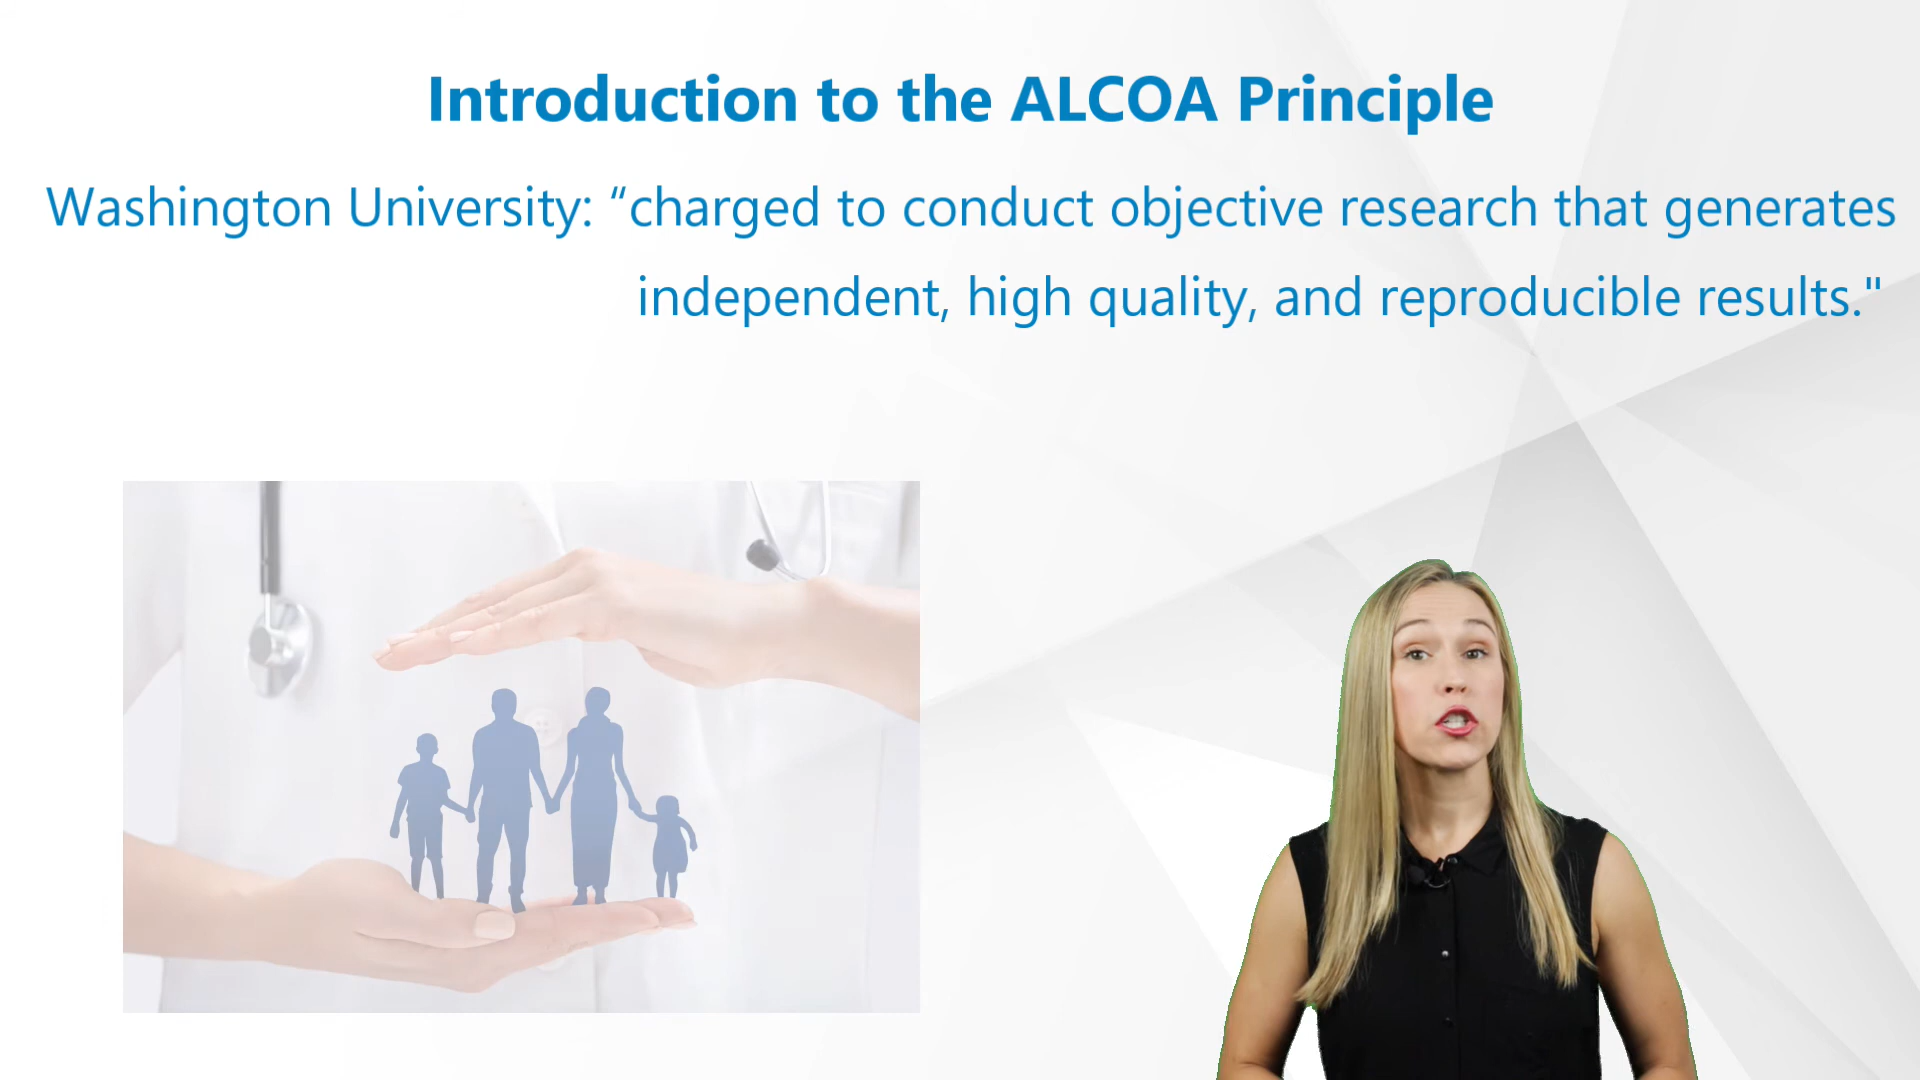 Introduction to the ALCOA Principle
Washington University: “charged to conduct objective research that generates
independent, high quality, and reproducible results."